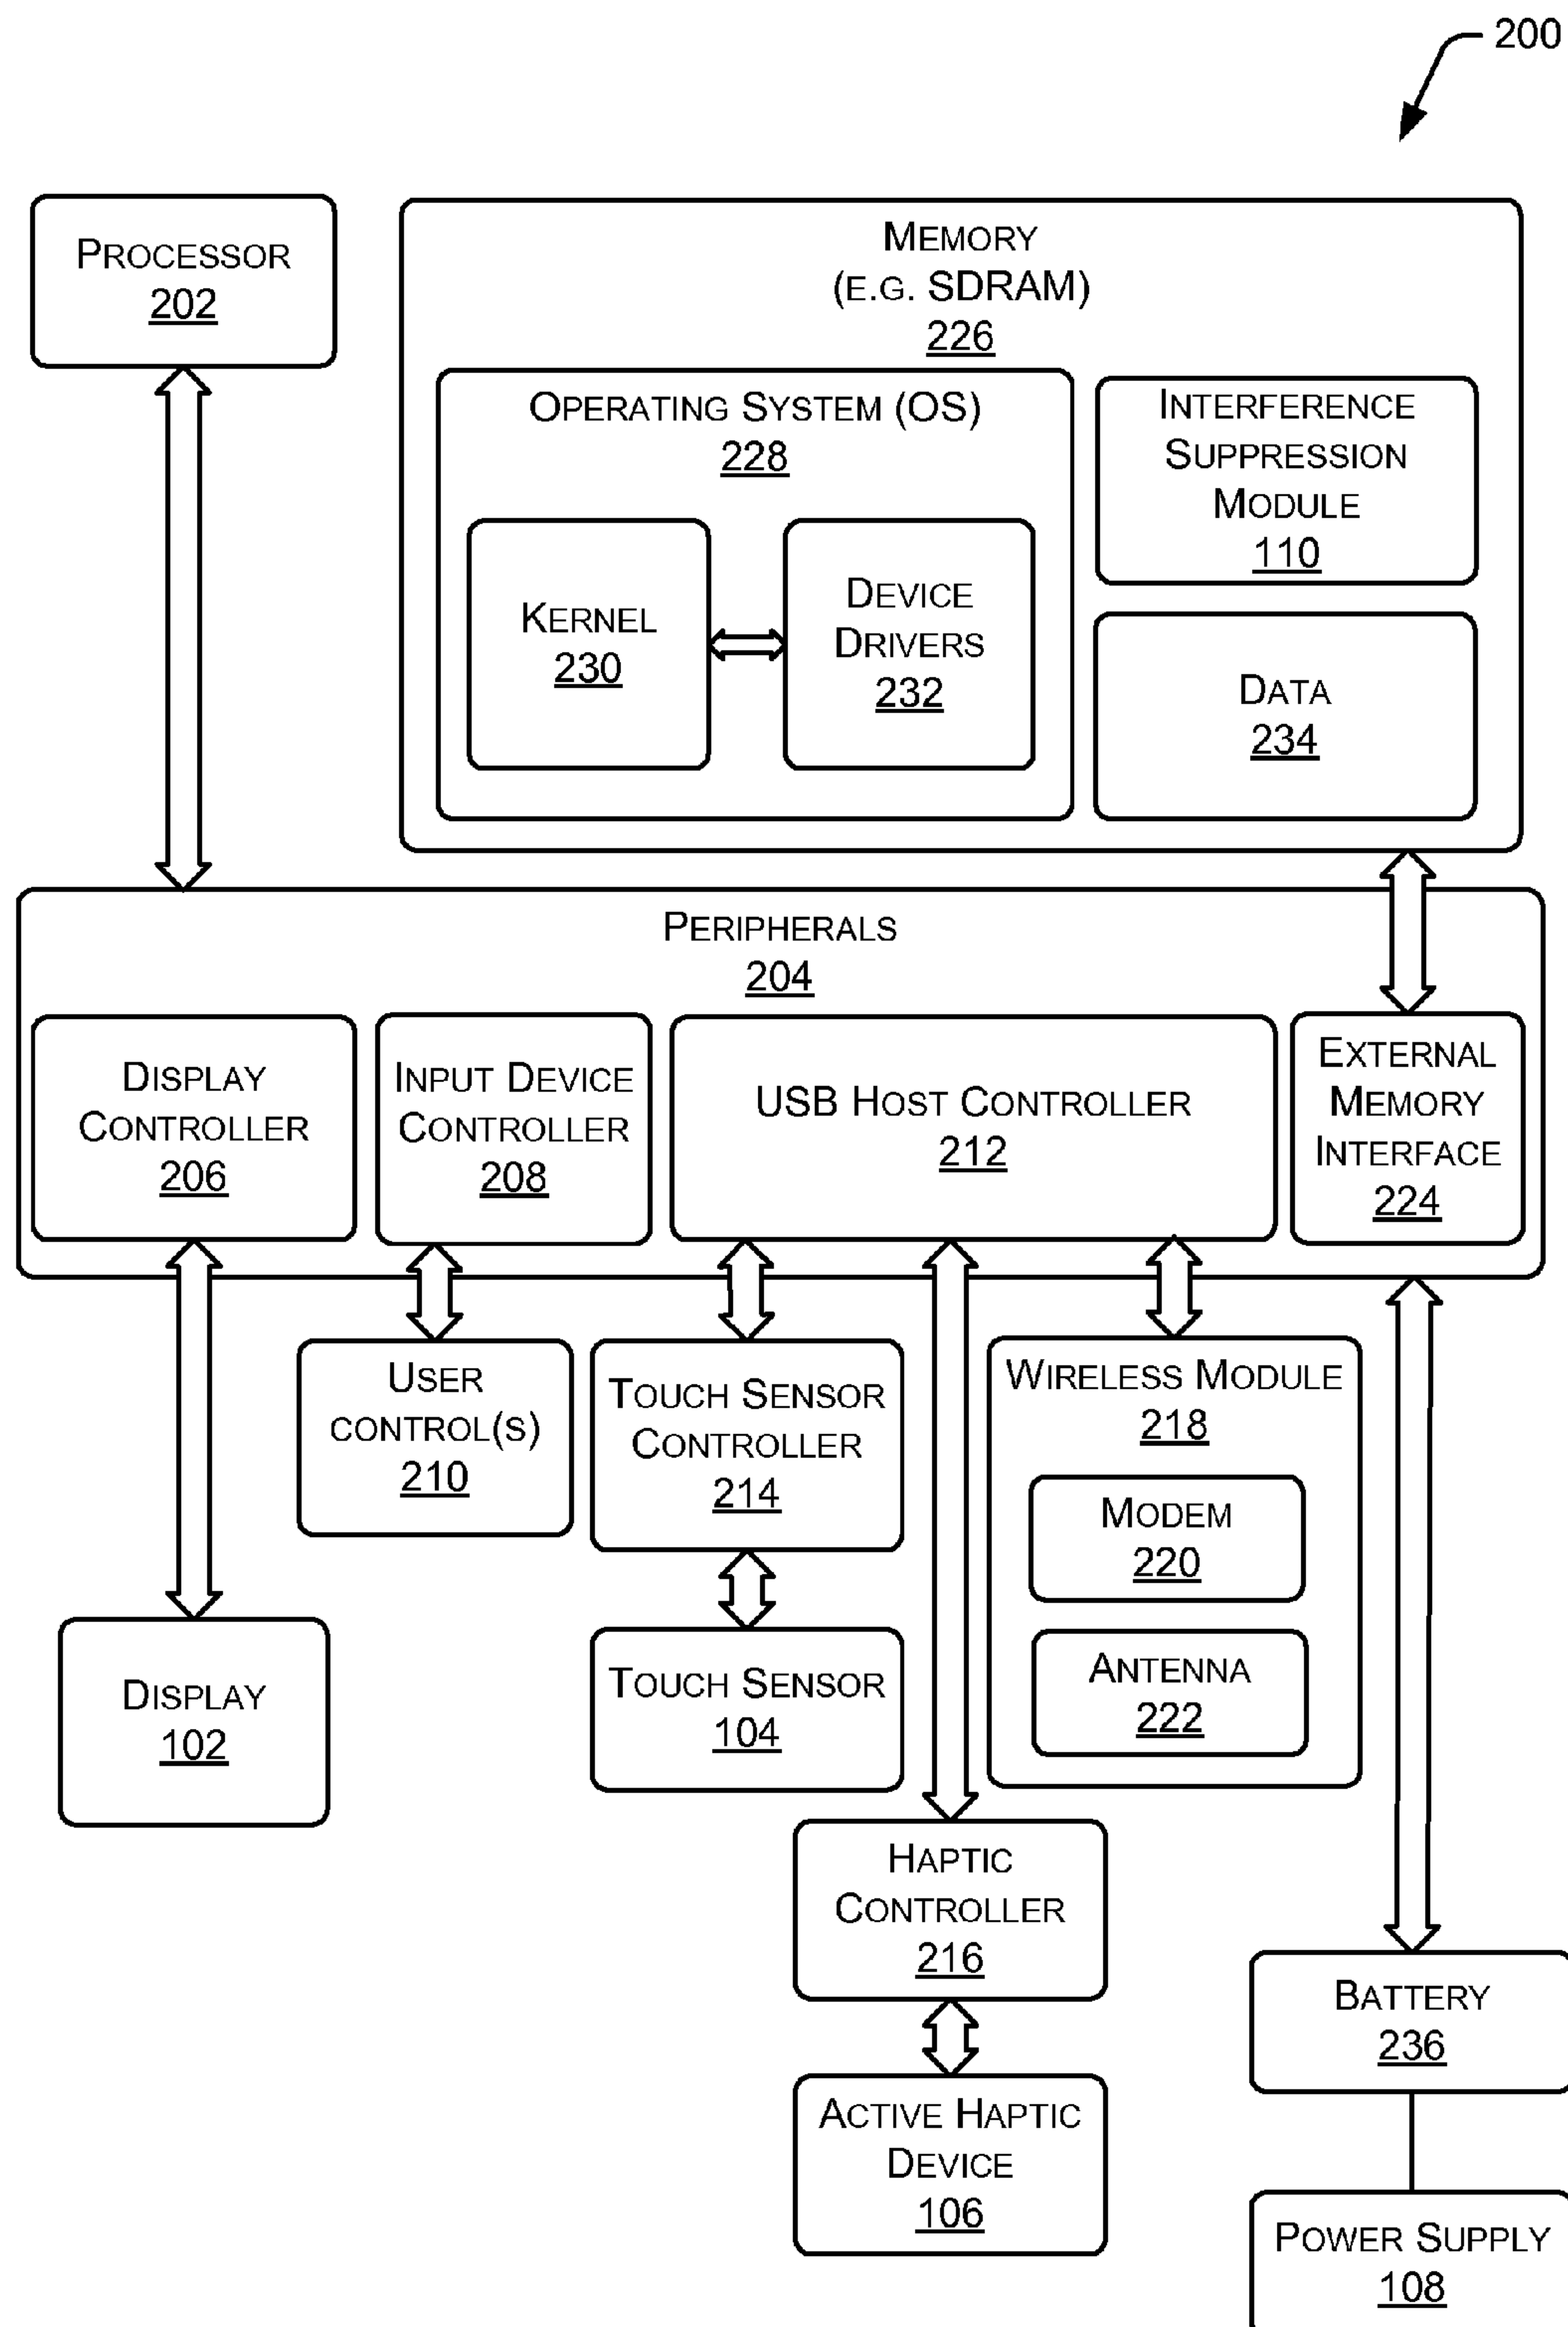 200
PROCESSOR
202
MEMORY
(E.G. SDRAM)
226
OPERATING SYSTEM (OS)
228
KERNEL
230
DEVICE
DRIVERS
232
INTERFERENCE
SUPPRESSION
MODULE
110
DATA
234
PERIPHERALS
204
DISPLAY
CONTROLLER
206
INPUT DEVICE
CONTROLLER
208
USB HOST CONTROLLER
212
EXTERNAL
MEMORY
INTERFACE
224
USER
CONTROL(S)
210
TOUCH SENSOR
CONTROLLER
214
WIRELESS MODULE
218
MODEM
220
ANTENNA
222
DISPLAY
102
TOUCH SENSOR
104
HAPTIC
CONTROLLER
216
ACTIVE HAPTIC
DEVICE
106
BATTERY
236
POWER SUPPLY
108